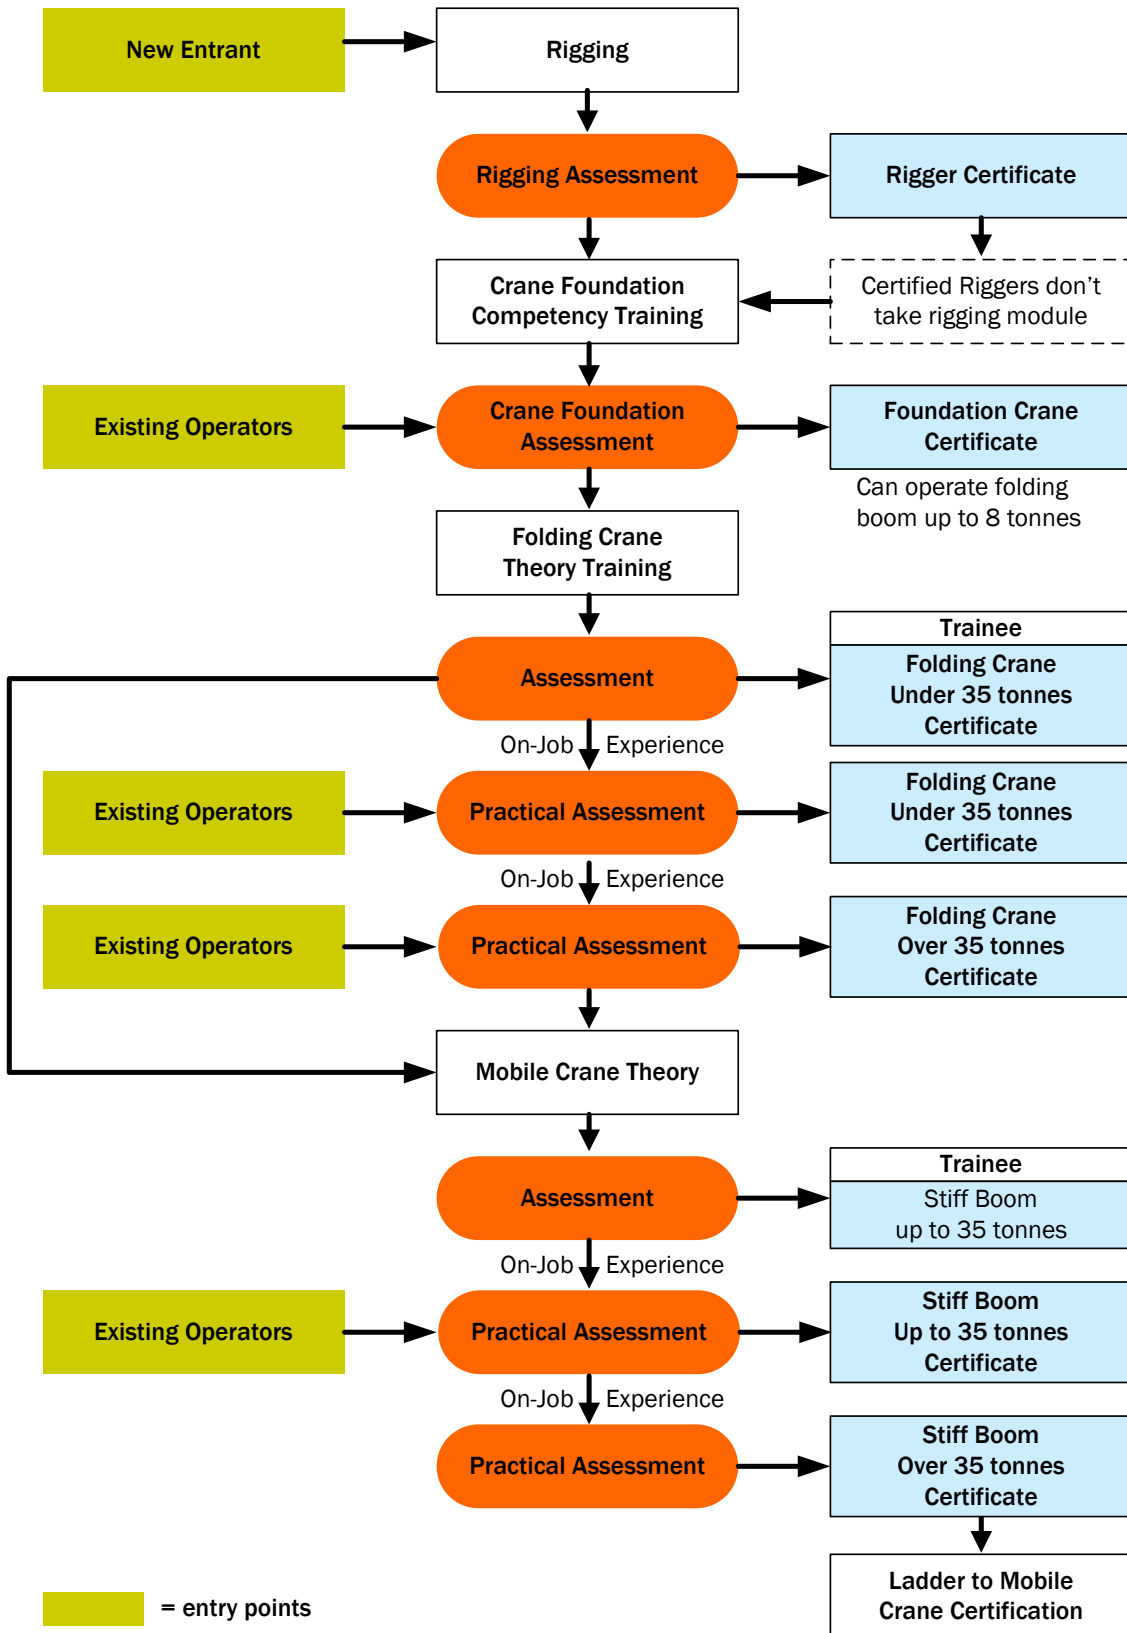 New Entrant
Rigging
Rigging Assessment
Rigger Certificate
Crane Foundation
Competency Training
Certified Riggers don't
take rigging module
Existing Operators
Crane Foundation
Assessment
Foundation Crane
Certificate
Can operate folding
boom up to 8 tonnes
Folding Crane
Theory Training
Assessment
Trainee
Folding Crane
Under 35 tonnes
Certificate
On-Job Experience
Existing Operators
Practical Assessment
Folding Crane
Under 35 tonnes
Certificate
On-Job Experience
Existing Operators
Practical Assessment
Folding Crane
Over 35 tonnes
Certificate
Mobile Crane Theory
Assessment
Trainee
Stiff Boom
up to 35 tonnes
On-Job Experience
Existing Operators
Practical Assessment
Stiff Boom
Up to 35 tonnes
Certificate
On-Job Experience
Practical Assessment
Stiff Boom
Over 35 tonnes
Certificate
Ladder to Mobile
Crane Certification
= entry points